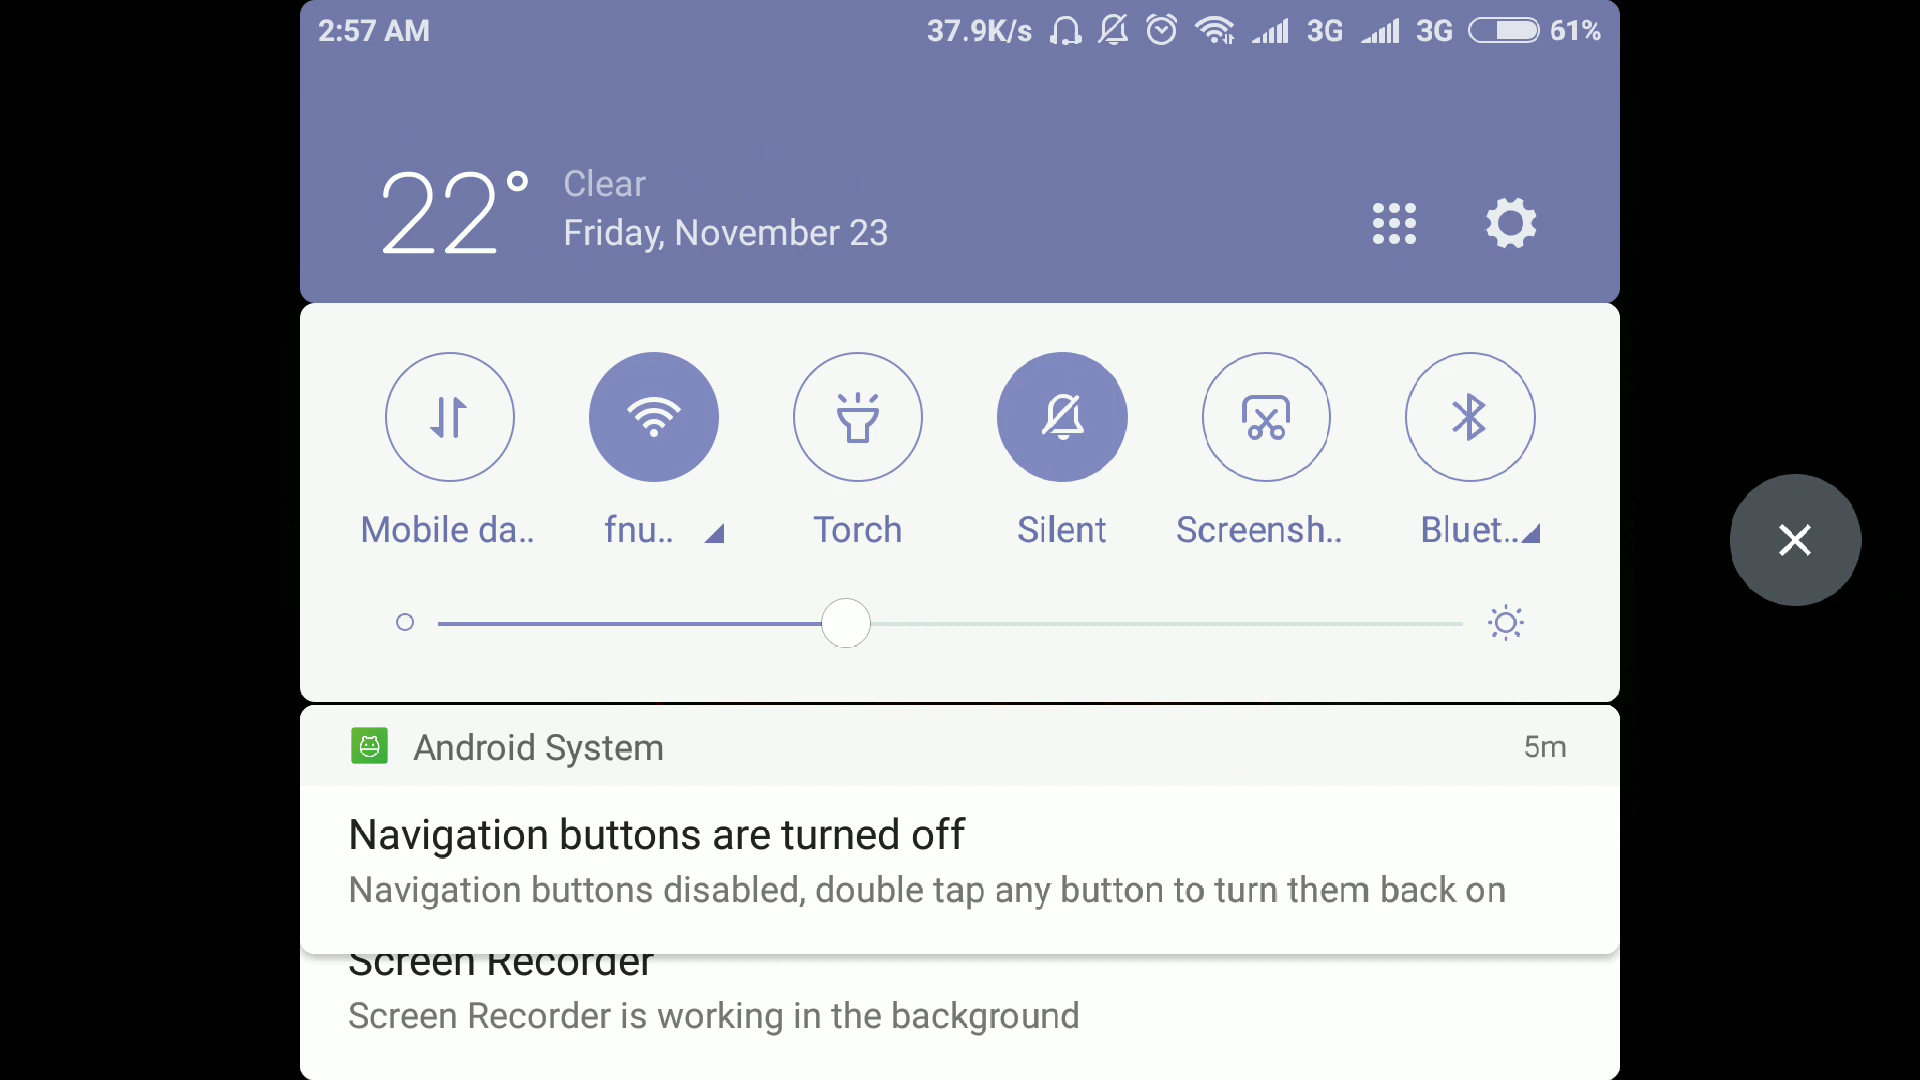 2:57 AM 37.9K/s 3G 3G 61%
22° Clear
Friday, November 23
Mobile da.. fnu.. Torch Silent Screensh.. Bluet..
Android System 5m
Navigation buttons are turned off
Navigation buttons disabled, double tap any button to turn them back on
Screen Recorder
Screen Recorder is working in the background